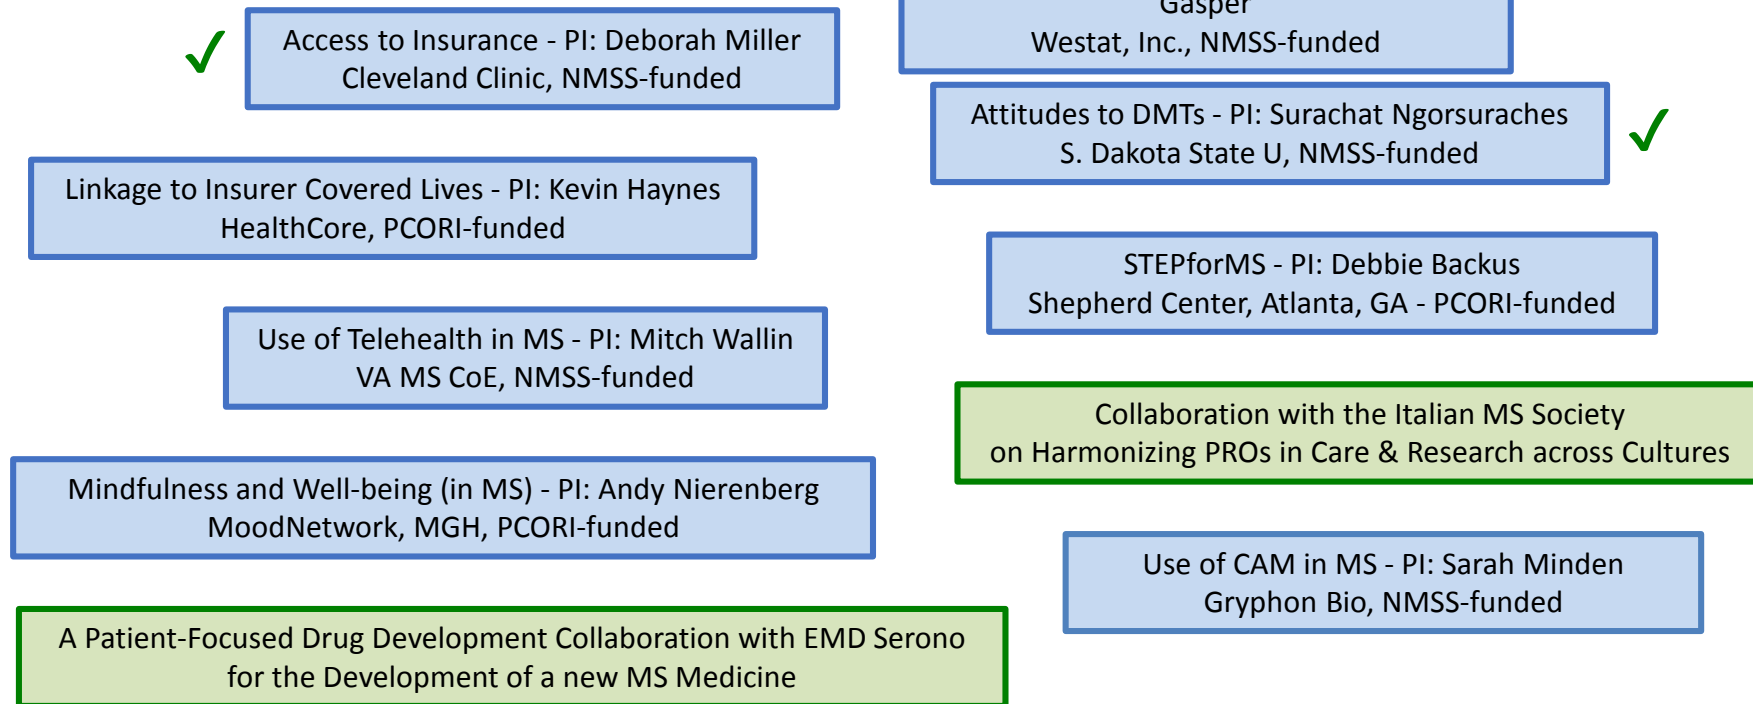 Gasper
Westat, Inc., NMSS-funded
✓
Access to Insurance - PI: Deborah Miller
Cleveland Clinic, NMSS-funded
Attitudes to DMTs - PI: Surachat Ngorsuraches
S. Dakota State U, NMSS-funded
✓
Linkage to Insurer Covered Lives - PI: Kevin Haynes
HealthCore, PCORI-funded
STEPforMS - PI: Debbie Backus
Shepherd Center, Atlanta, GA - PCORI-funded
Use of Telehealth in MS - PI: Mitch Wallin
VA MS CoE, NMSS-funded
Collaboration with the Italian MS Society
on Harmonizing PROs in Care & Research across Cultures
Mindfulness and Well-being (in MS) - PI: Andy Nierenberg
MoodNetwork, MGH, PCORI-funded
Use of CAM in MS - PI: Sarah Minden
Gryphon Bio, NMSS-funded
A Patient-Focused Drug Development Collaboration with EMD Serono
for the Development of a new MS Medicine